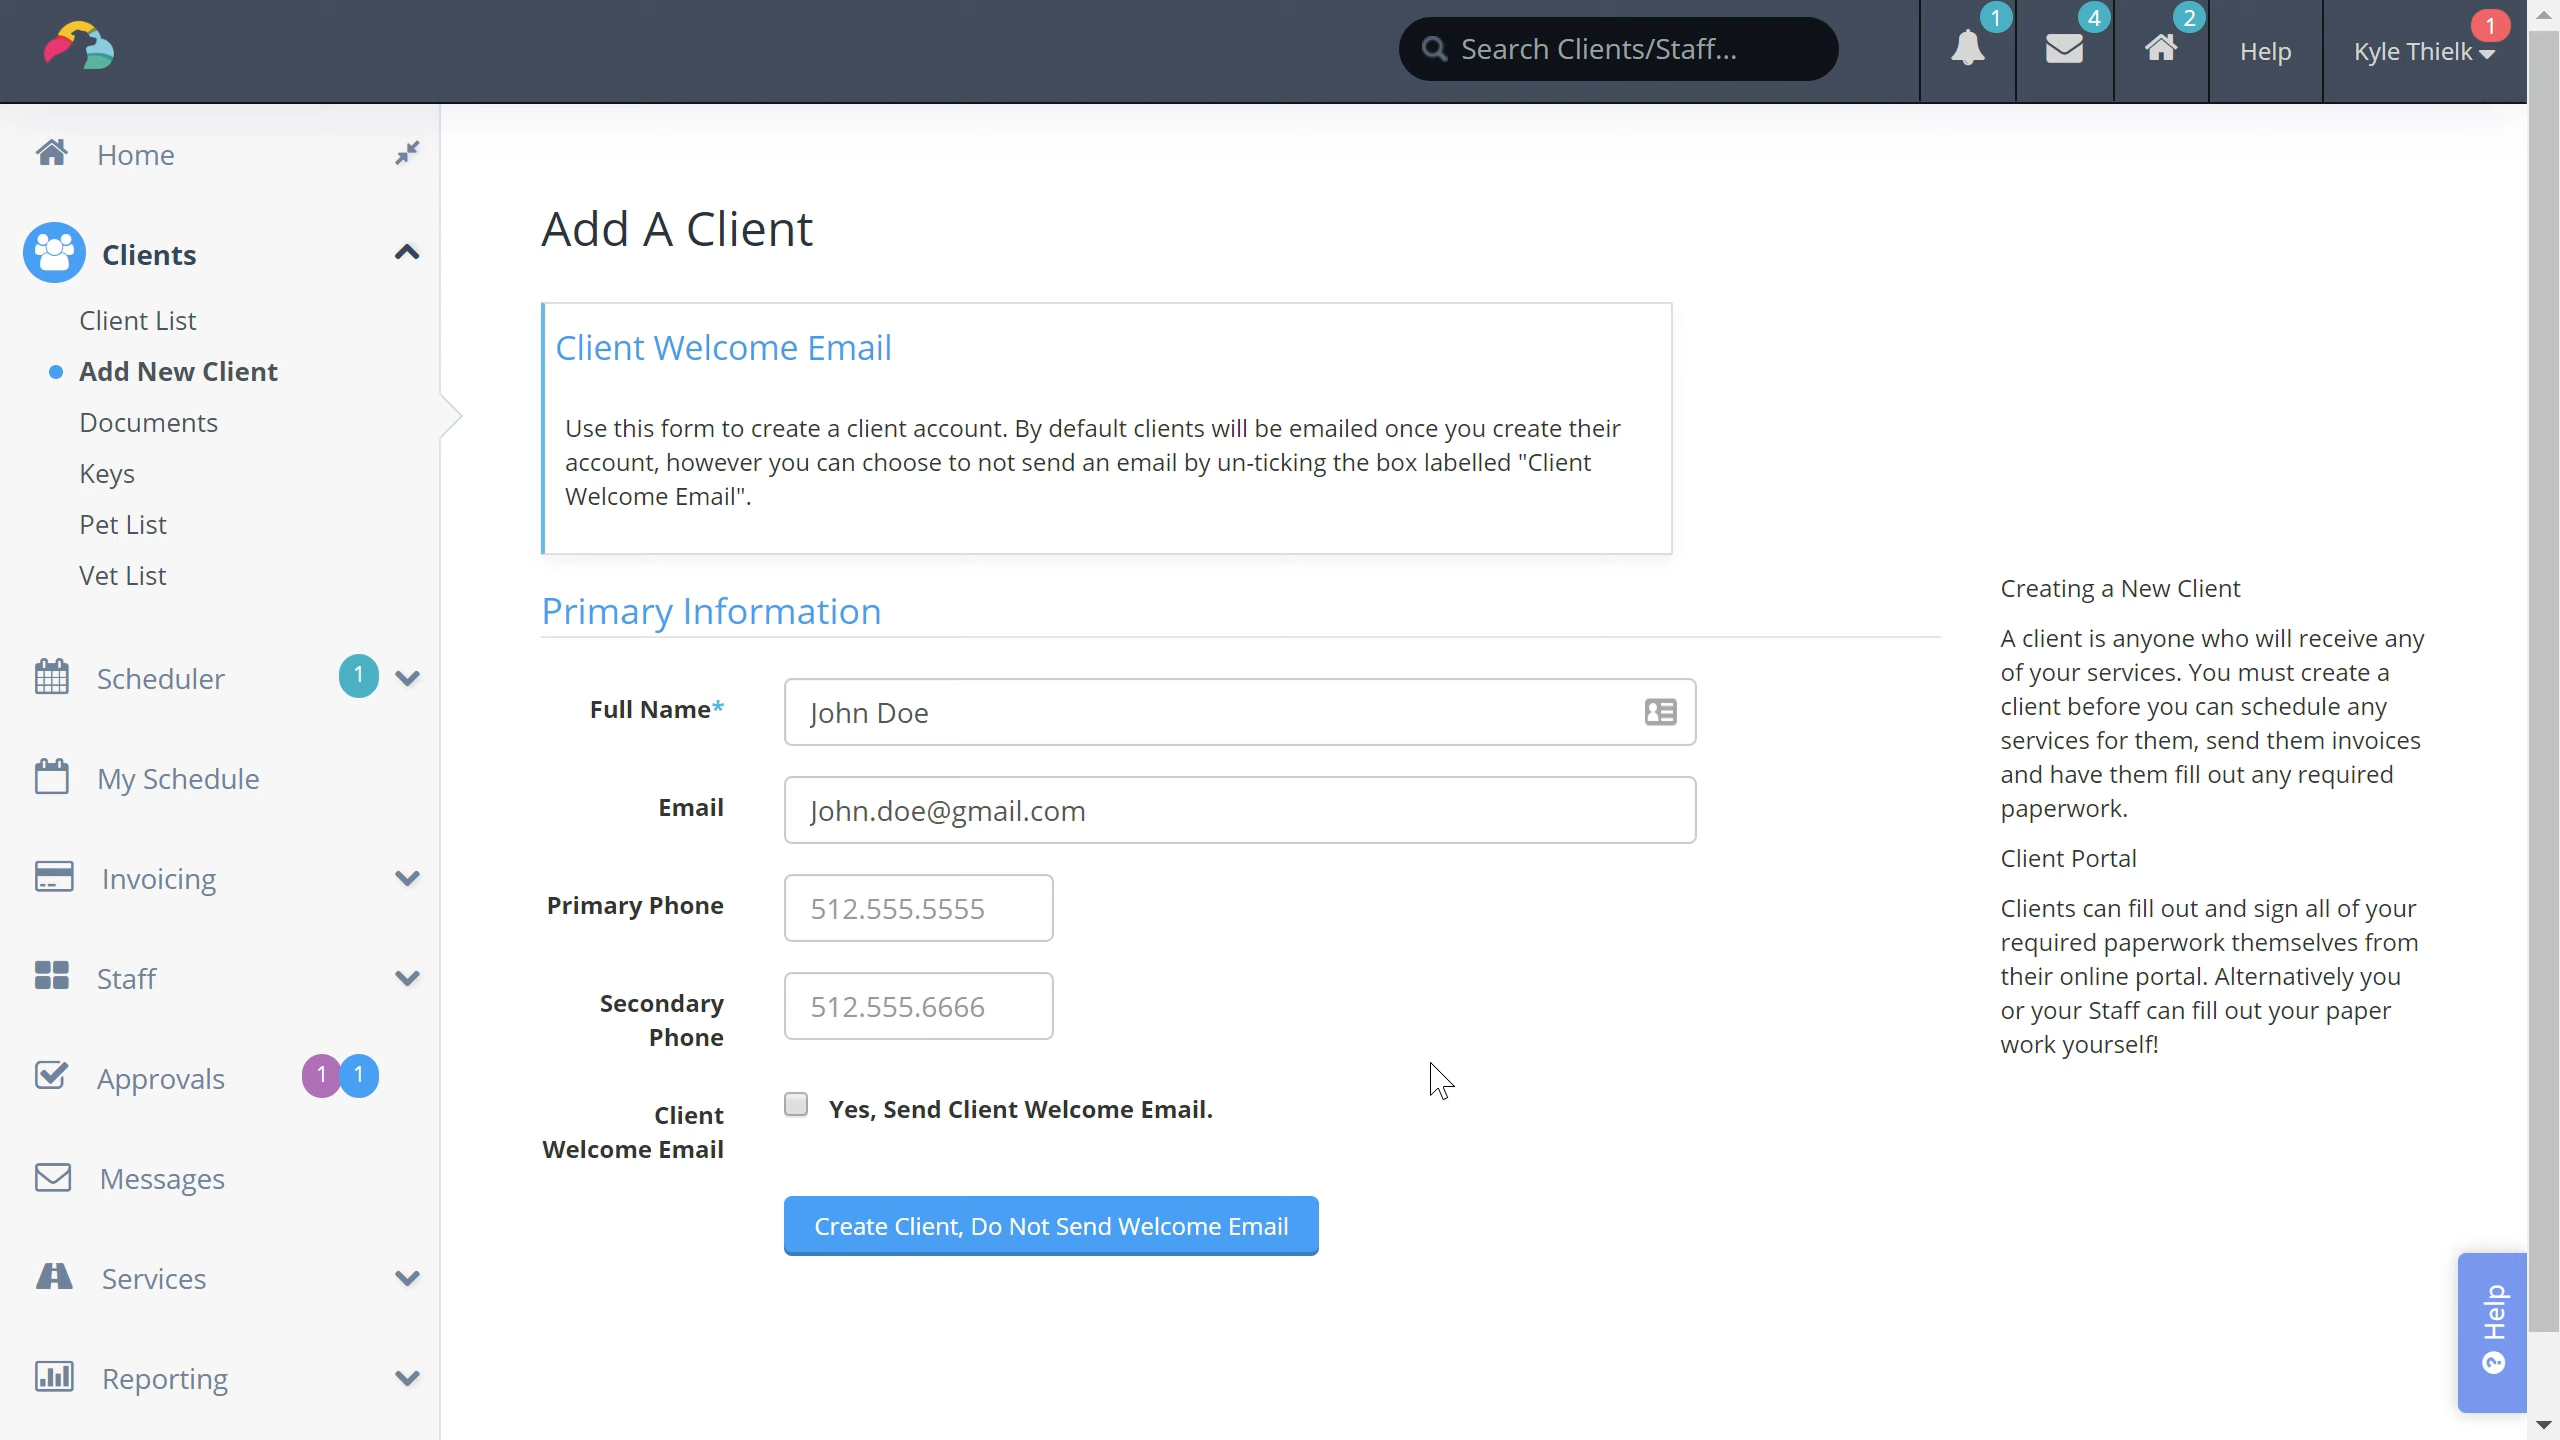 Search Clients/Staff...
1
4
2
Help
Kyle Thielk
1
Home
Clients
Client List
Add New Client
Documents
Keys
Pet List
Vet List
Scheduler
1
My Schedule
Invoicing
Staff
Approvals
1
1
Messages
Services
Reporting
Add A Client
Client Welcome Email
Use this form to create a client account. By default clients will be emailed once you create their
account, however you can choose to not send an email by un-ticking the box labelled "Client
Welcome Email".
Primary Information
Full Name*
John Doe
Email
John.doe@gmail.com
Primary Phone
512.555.5555
Secondary
Phone
512.555.6666
Client
Welcome Email
Yes, Send Client Welcome Email.
Create Client, Do Not Send Welcome Email
Creating a New Client
A client is anyone who will receive any
of your services. You must create a
client before you can schedule any
services for them, send them invoices
and have them fill out any required
paperwork.
Client Portal
Clients can fill out and sign all of your
required paperwork themselves from
their online portal. Alternatively you
or your Staff can fill out your paper
work yourself!
? Help